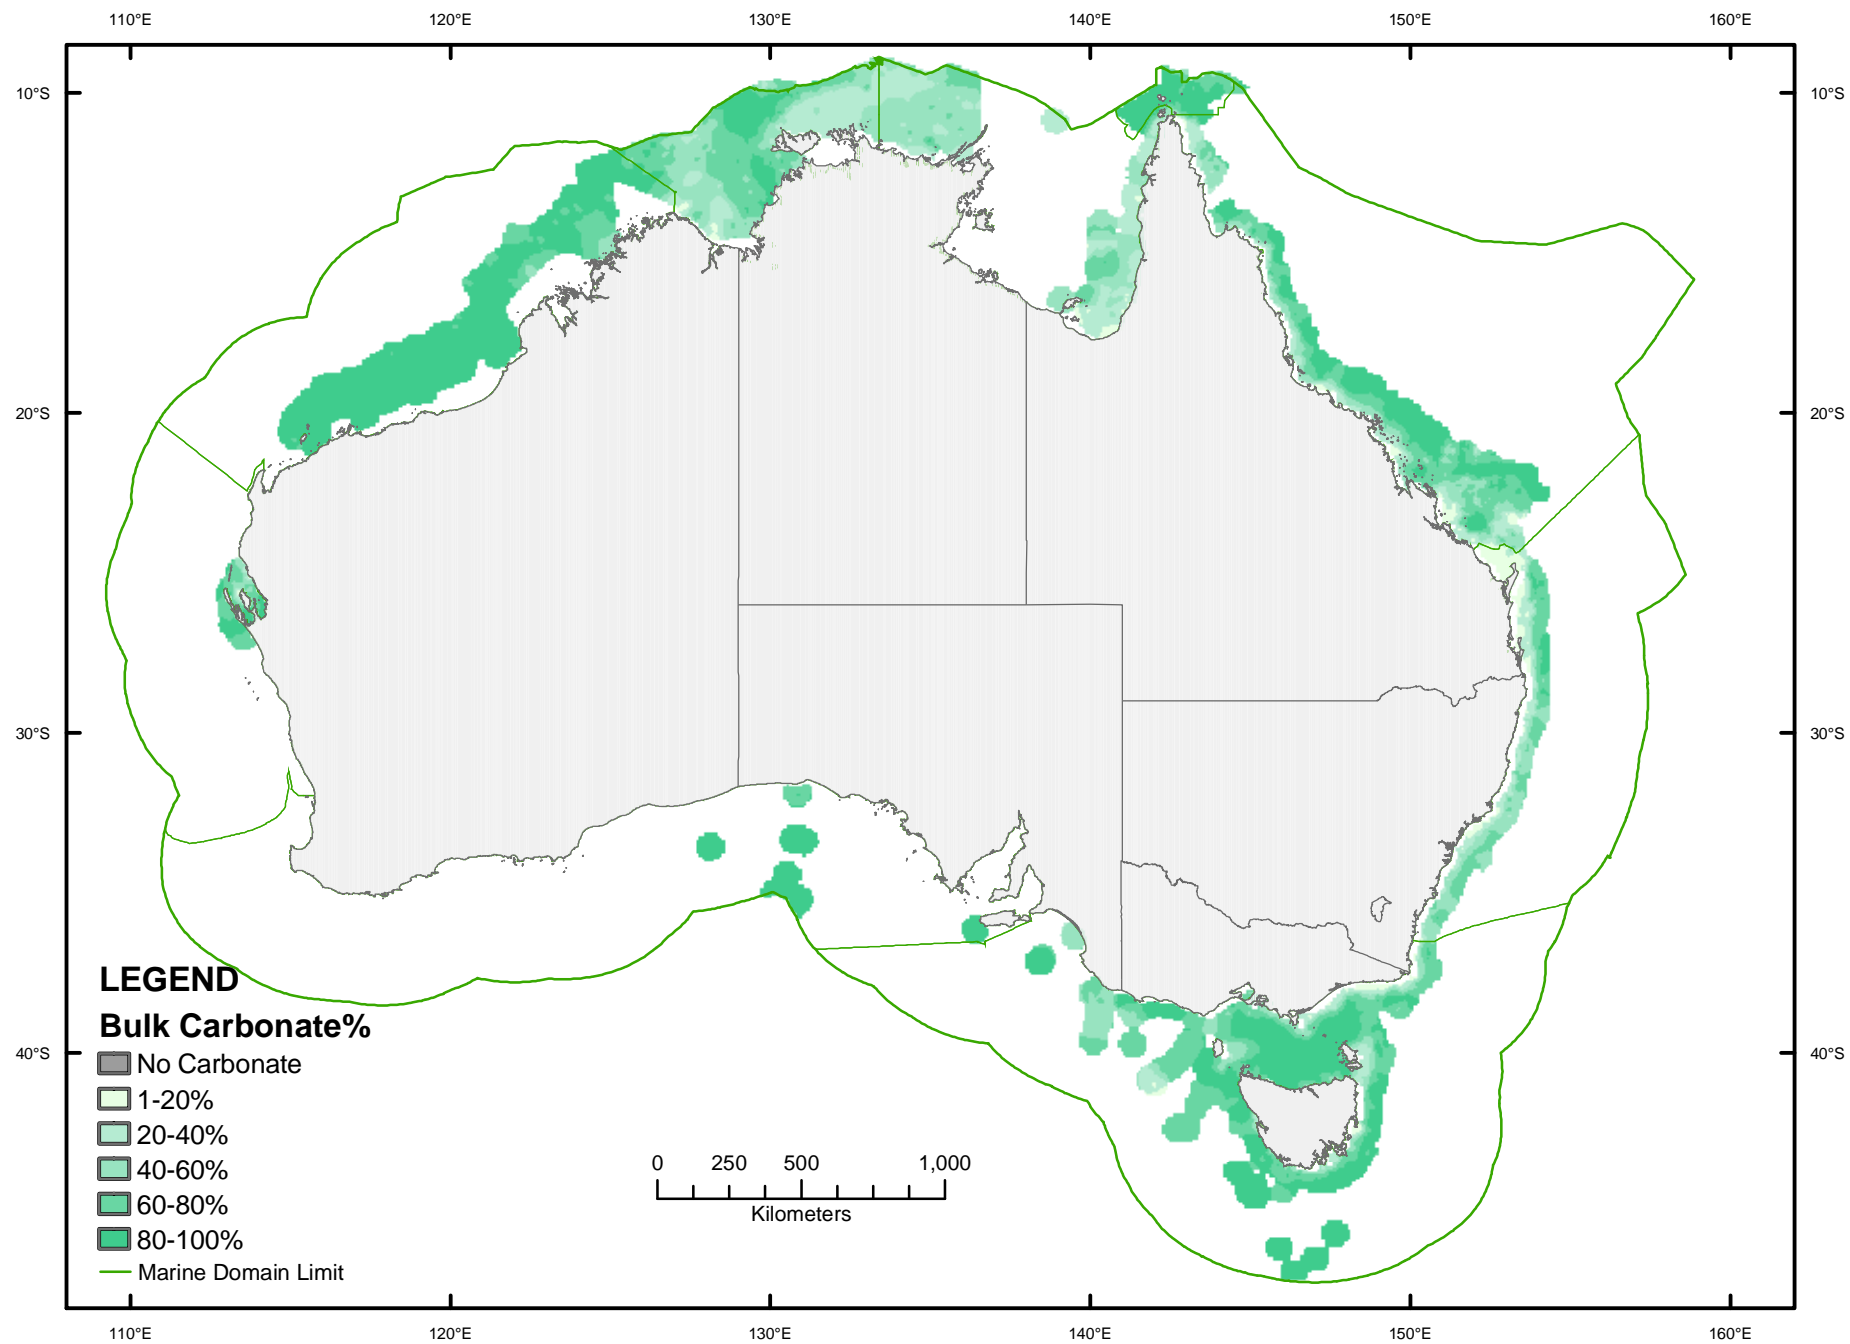 110°E 120°E 130°E 140°E 150°E 160°E
10°S 10°S
20°S 20°S
30°S 30°S
LEGEND
Bulk Carbonate%
40°S 40°S
No Carbonate
1-20%
20-40%
40-60%
60-80%
80-100%
Marine Domain Limit
0 250 500 1,000
Kilometers
110°E 120°E 130°E 140°E 150°E 160°E